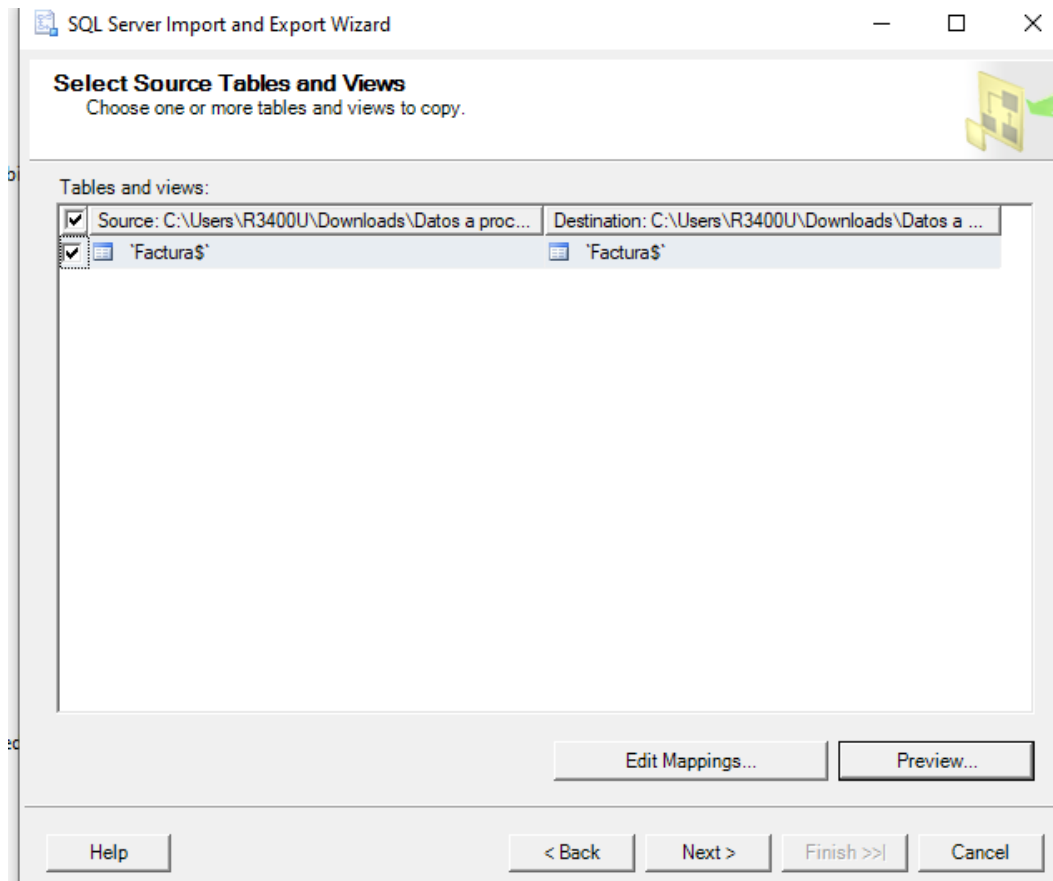 SQL Server Import and Export Wizard
Select Source Tables and Views
Choose one or more tables and views to copy.
Tables and views:
Source: C:\Users\R3400U\Downloads\Datos a proc... Destination: C:\Users\R3400U\Downloads\Datos a ...
`Factura$` `Factura$`
Edit Mappings... Preview...
Help < Back Next > Finish >>| Cancel